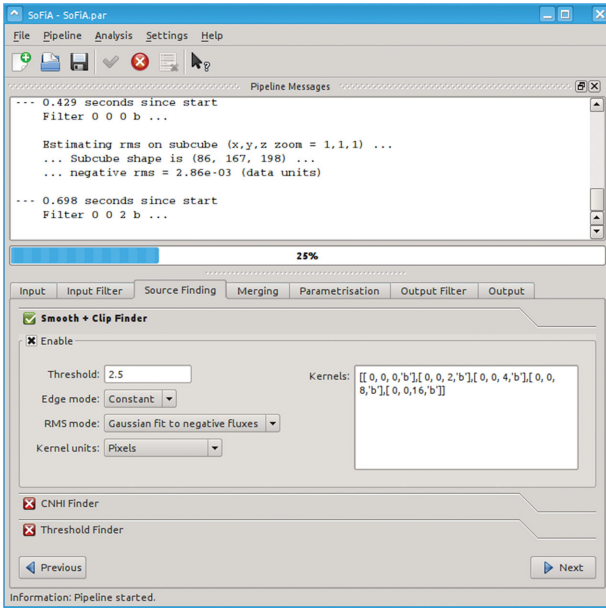 SoFiA - SoFiA.par
File Pipeline Analysis Settings Help
Pipeline Messages
--- 0.429 seconds since start
Filter 0 0 0 b ...
Estimating rms on subcube (x,y,z zoom = 1,1,1) ...
... Subcube shape is (86, 167, 198) ...
... negative rms = 2.86e-03 (data units)
--- 0.698 seconds since start
Filter 0 0 2 b ...
25%
Input Input Filter Source Finding Merging Parametrisation Output Filter Output
Smooth + Clip Finder
Enable
Threshold: 2.5
Edge mode: Constant
RMS mode: Gaussian fit to negative fluxes
Kernel units: Pixels
Kernels: [[ 0, 0, 0,'b'],[ 0, 0, 2,'b'],[ 0, 0, 4,'b'],[ 0, 0,
8,'b'],[ 0, 0,16,'b']]
CNHI Finder
Threshold Finder
Previous Next
Information: Pipeline started.